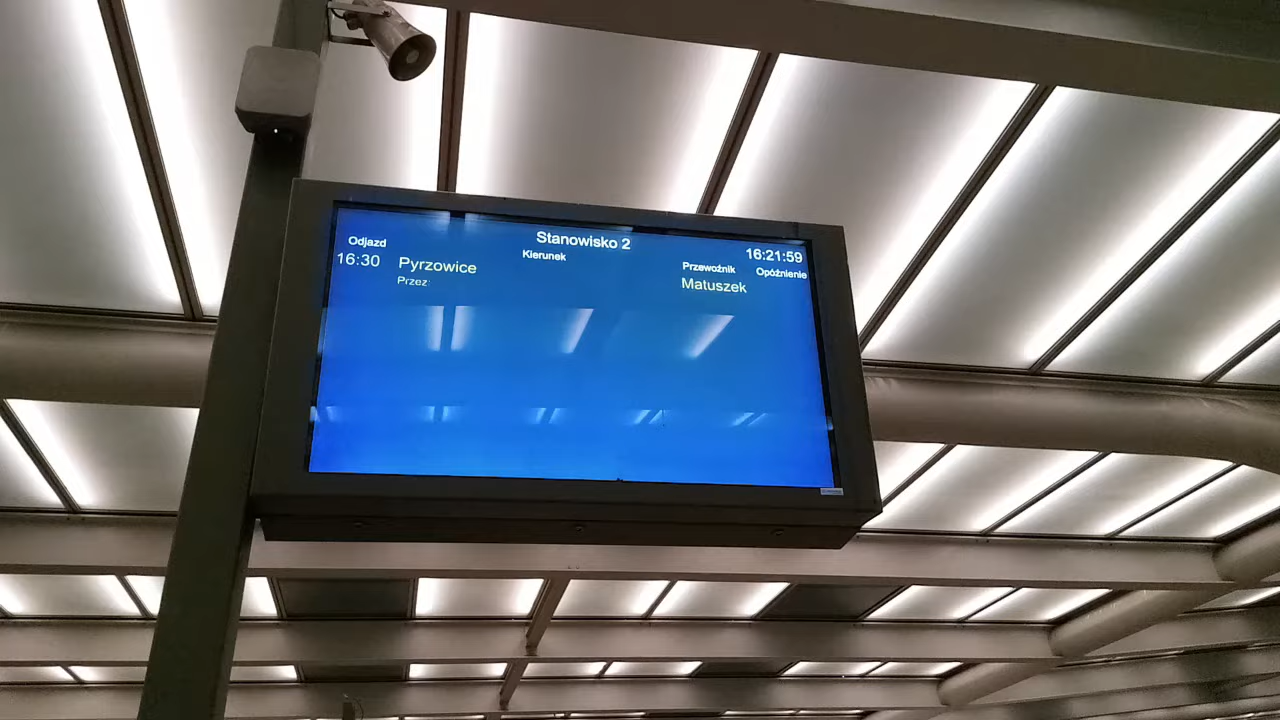 Stanowisko 2
16:21:59
Odjazd Kierunek Przewoźnik Opóźnienie
16:30 Pyrzowice Matuszek
Przez: